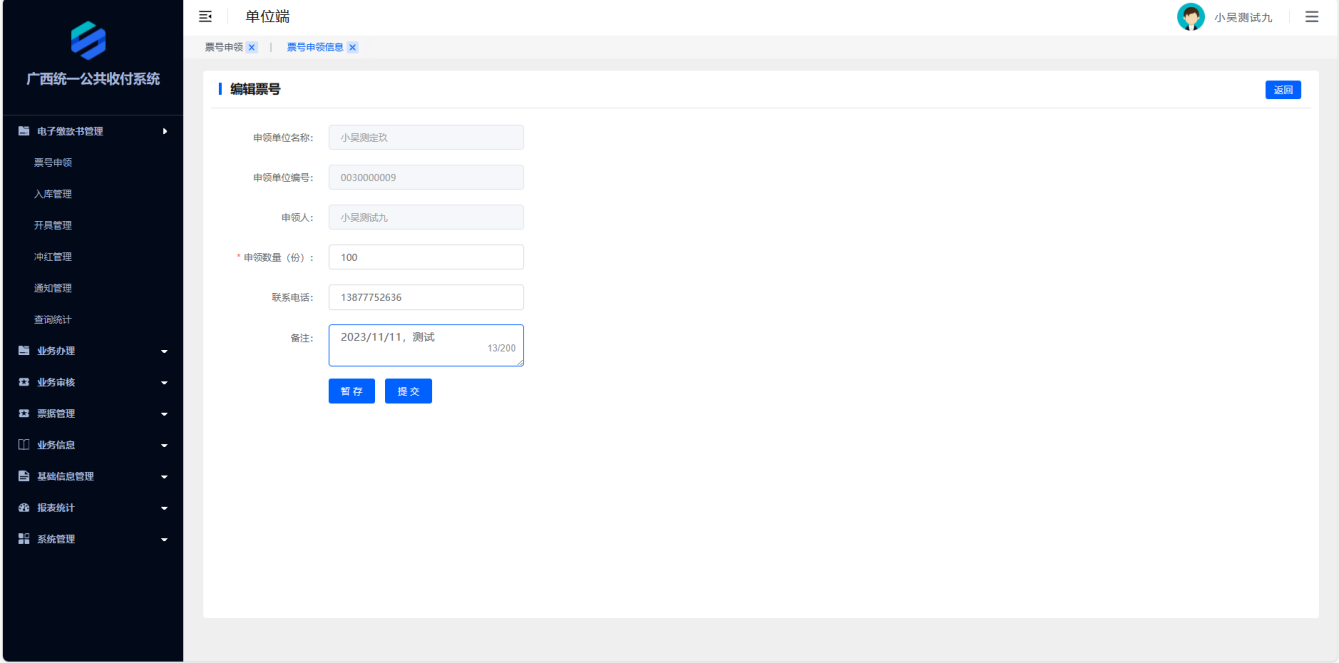 单位端
小吴测试九
广西统一公共收付系统
票号申领 x | 票号申领信息 x
编辑票号
返回
电子缴款书管理
票号申领
入库管理
开具管理
冲红管理
通知管理
查询统计
业务办理
业务审核
票据管理
业务信息
基础信息管理
报表统计
系统管理
申领单位名称: 小吴测定玖
申领单位编号: 0030000009
申领人: 小吴测试九
* 申领数量（份）: 100
联系电话: 13877752636
备注: 2023/11/11，测试
13/200
暂存 提交